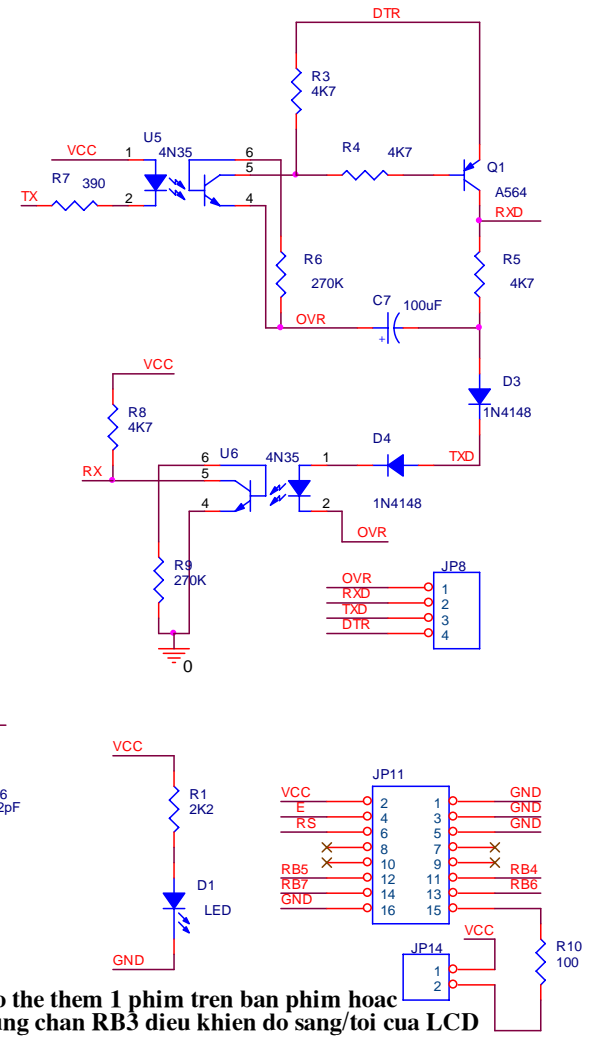 DTR
R3
4K7
U5
4N35
VCC 1
6
5
4
R4 4K7
Q1
A564
R7 390
TX
2
RXD
R6
270K
R5
4K7
C7 100uF
OVR
+
D3
1N4148
VCC
R8
4K7
U6 4N35
D4
TXD
6
5
4
1
2
RX
1N4148
OVR
R9
270K
0
JP8
OVR 1
RXD 2
TXD 3
DTR 4
VCC
R1
2K2
D1
LED
GND
6
2pF
JP11
VCC 2 1 GND
E 4 3 GND
RS 6 5 GND
8 7
10 9
RB5 12 11 RB4
RB7 14 13 RB6
GND 16 15
VCC
JP14
1
2
R10
100
the them 1 phim tren ban phim hoac
chan RB3 dieu khien do sang/toi cua LCD